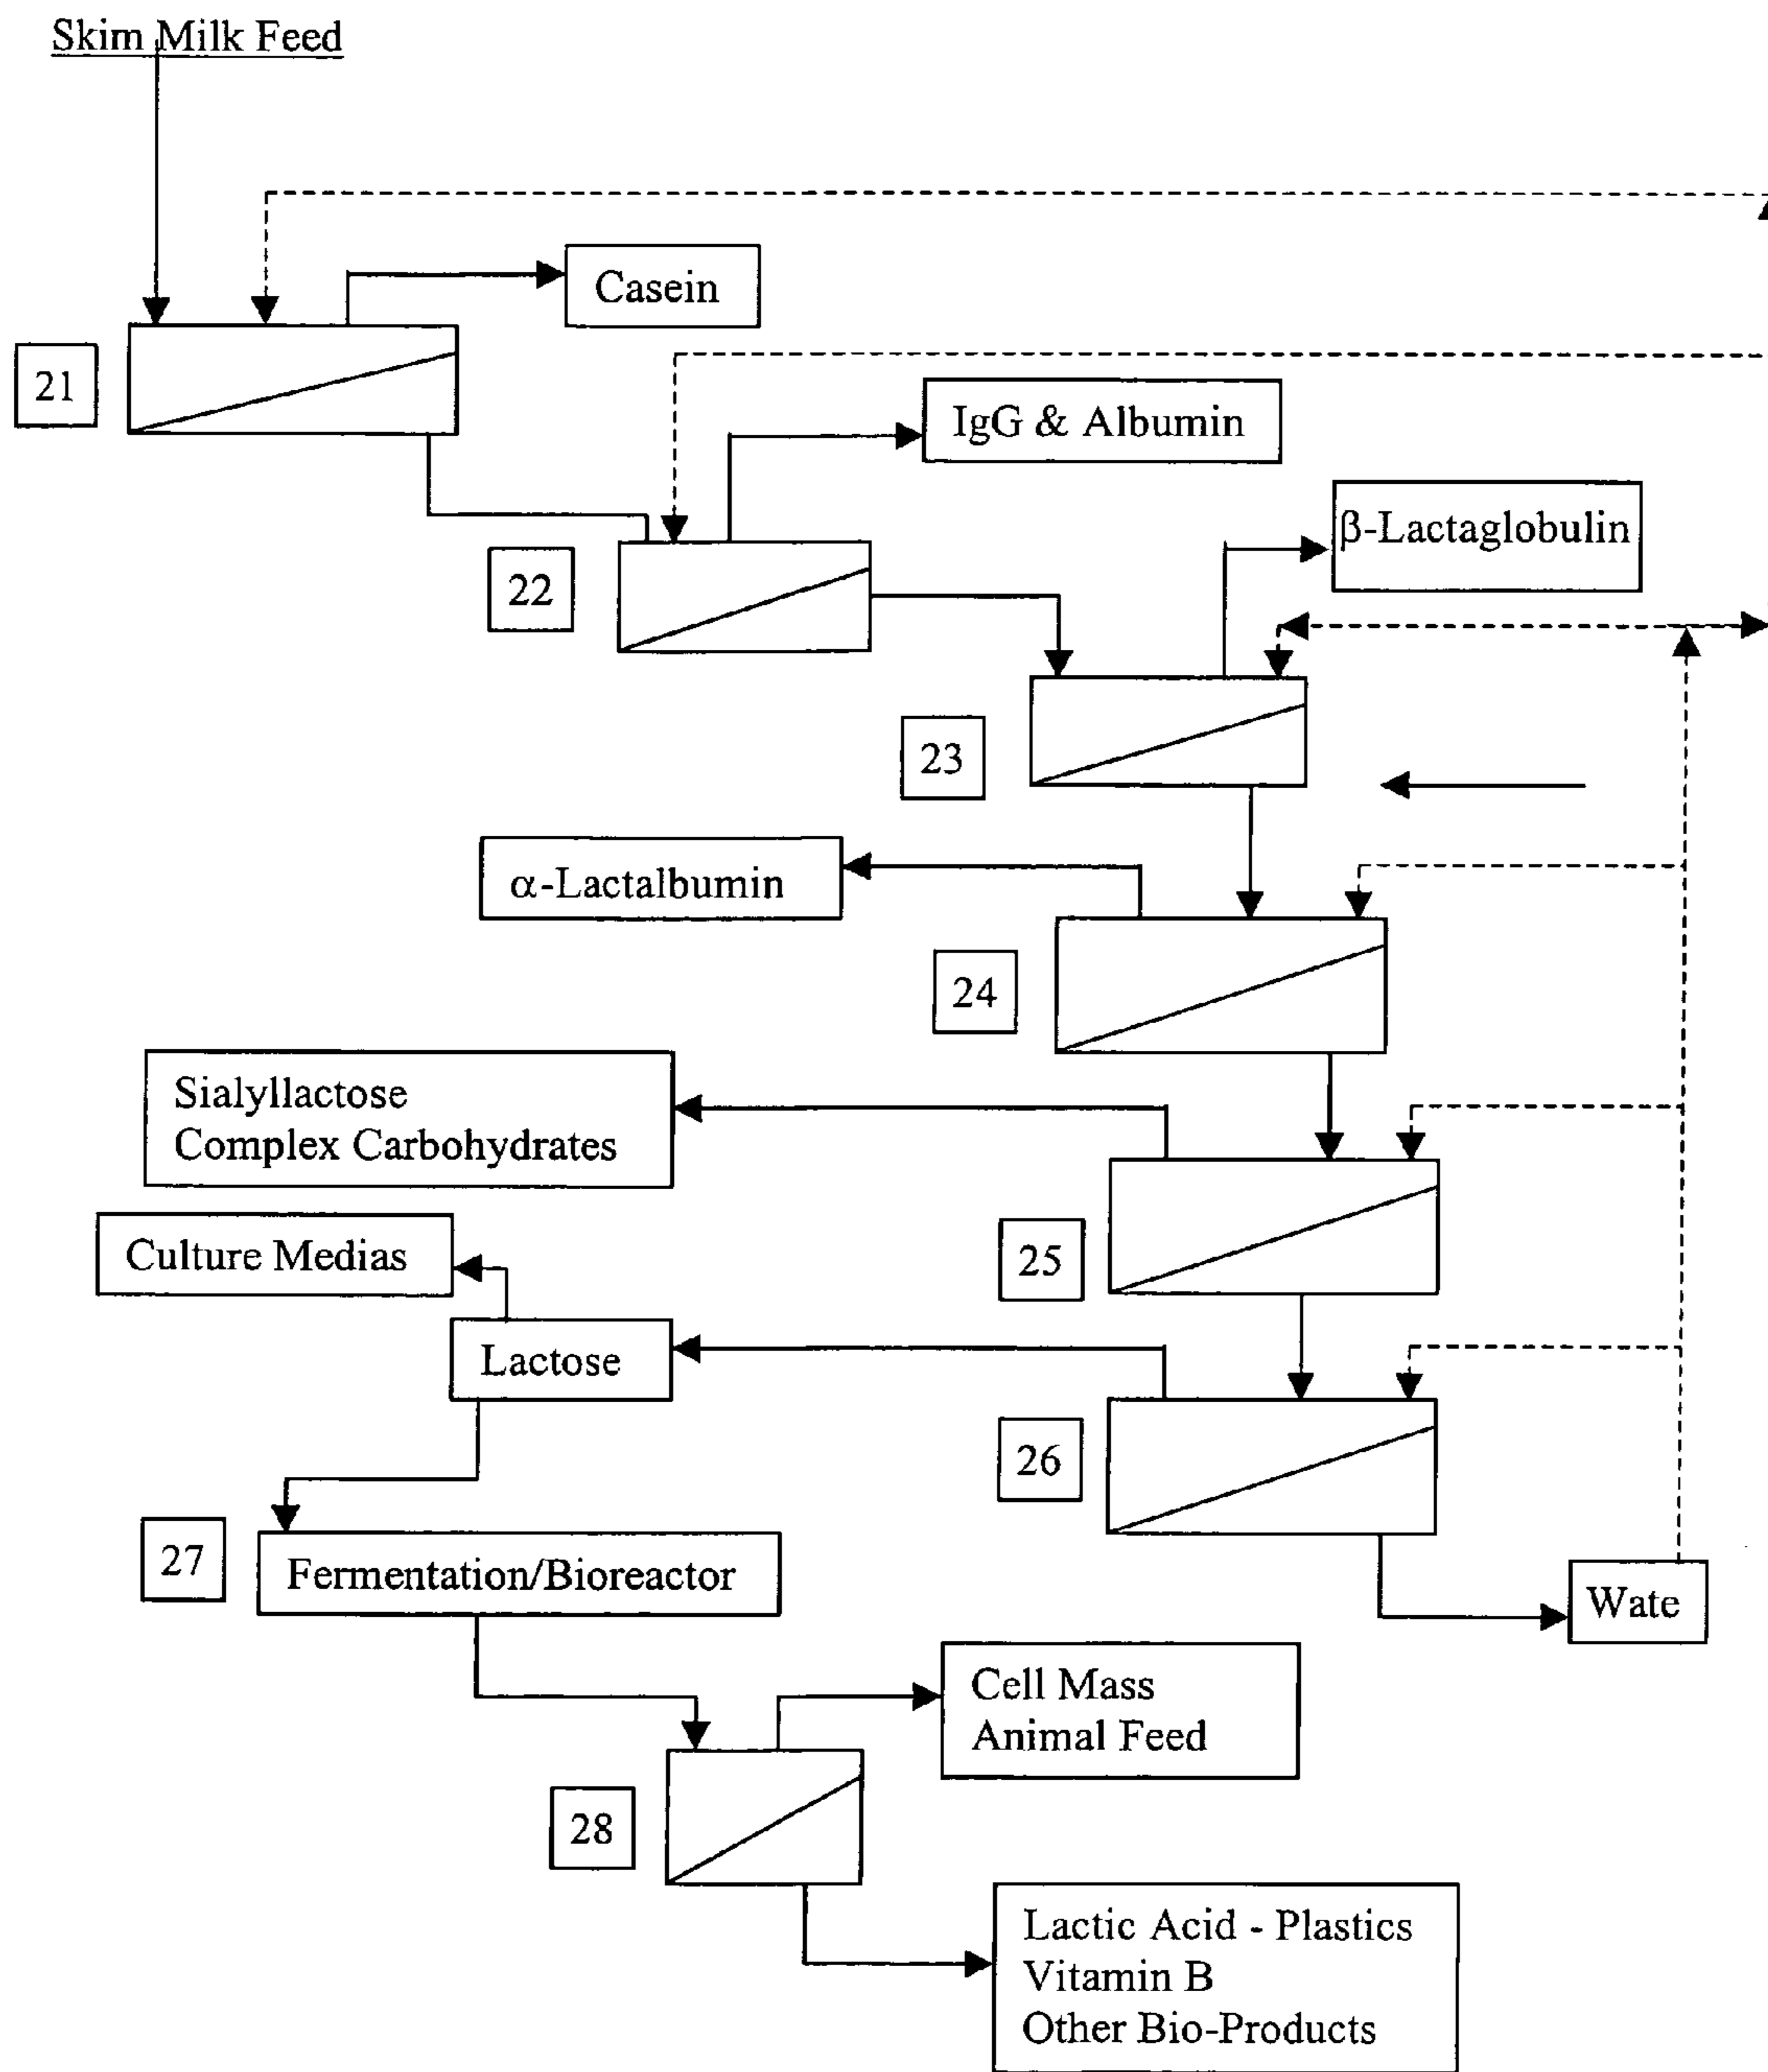 Skim Milk Feed
Casein
21
IgG & Albumin
β-Lactaglobulin
22
23
α-Lactalbumin
24
Sialyllactose
Complex Carbohydrates
Culture Medias
25
Lactose
26
27
Fermentation/Bioreactor
Wate
Cell Mass
Animal Feed
28
Lactic Acid - Plastics
Vitamin B
Other Bio-Products